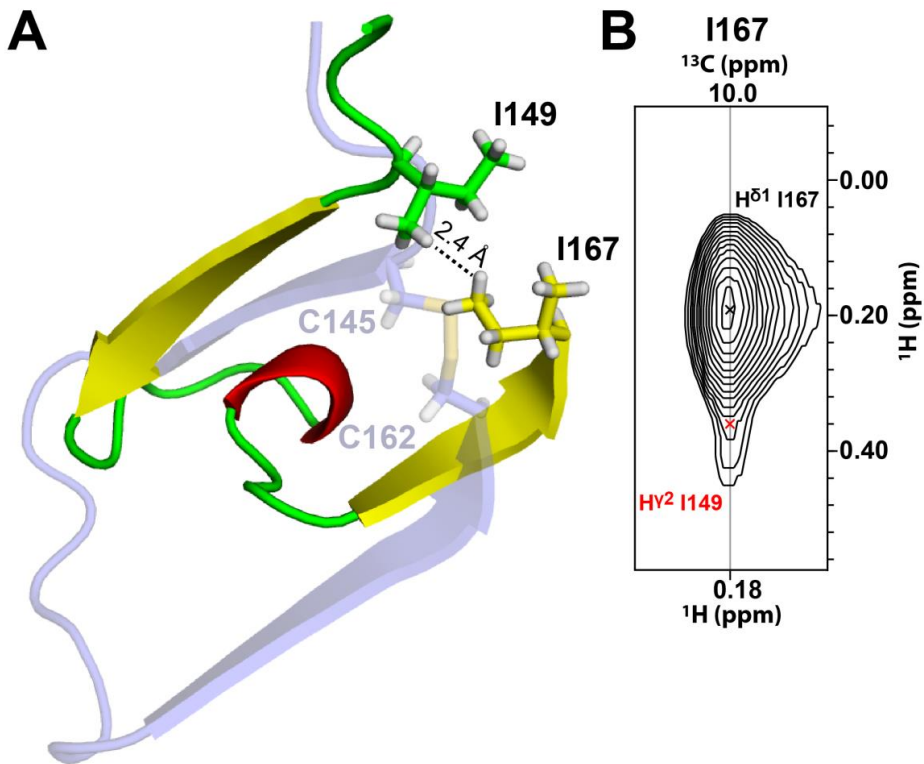 A
I149
2.4 Å
I167
C145
C162
B
I167
¹³C (ppm)
10.0
Hᵟ¹ I167
0.00
0.20
0.40
¹H (ppm)
Hᵞ² I149
0.18
¹H (ppm)